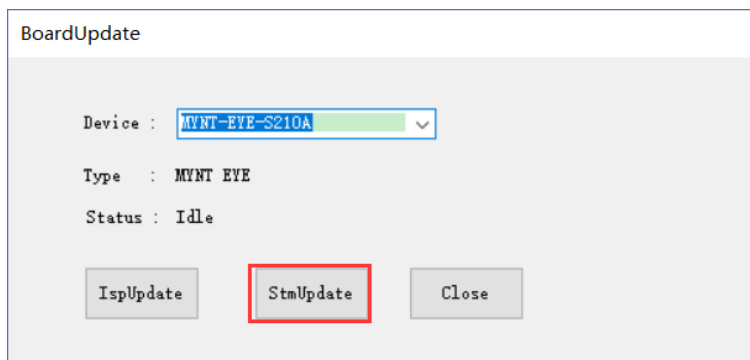 BoardUpdate
Device : MYNT-EYE-S210A
Type : MYNT EYE
Status : Idle
IspUpdate StmUpdate Close